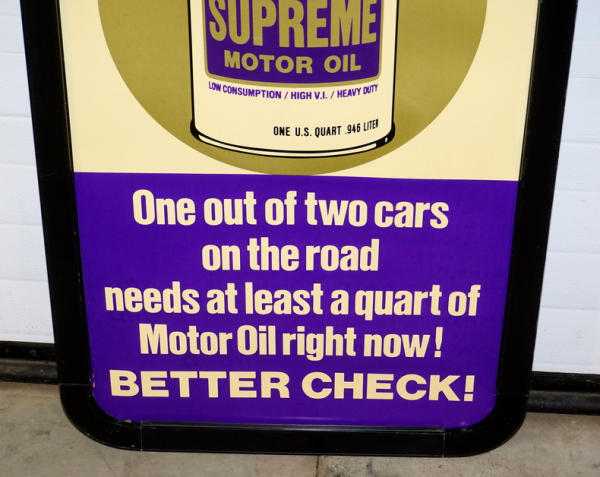 SUPREME
MOTOR OIL
LOW CONSUMPTION / HIGH V.I. / HEAVY DUTY
ONE U.S. QUART .946 LITER
One out of two cars
on the road
needs at least a quart of
Motor Oil right now!
BETTER CHECK!